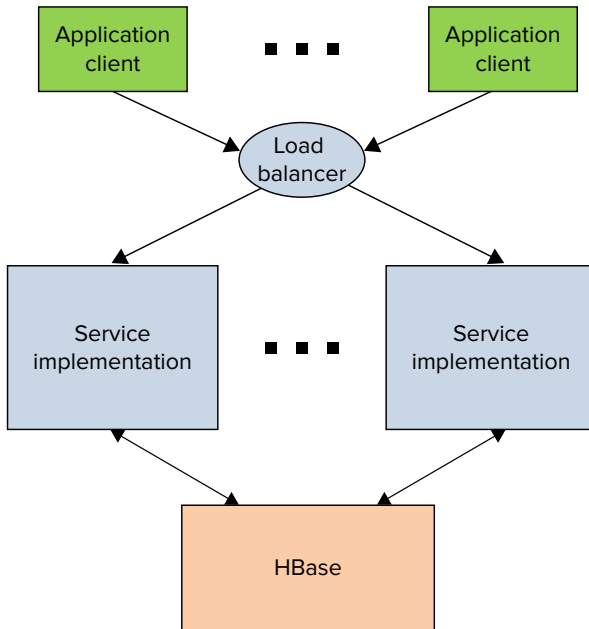 Application
client
Application
client
Load
balancer
Service
implementation
Service
implementation
HBase